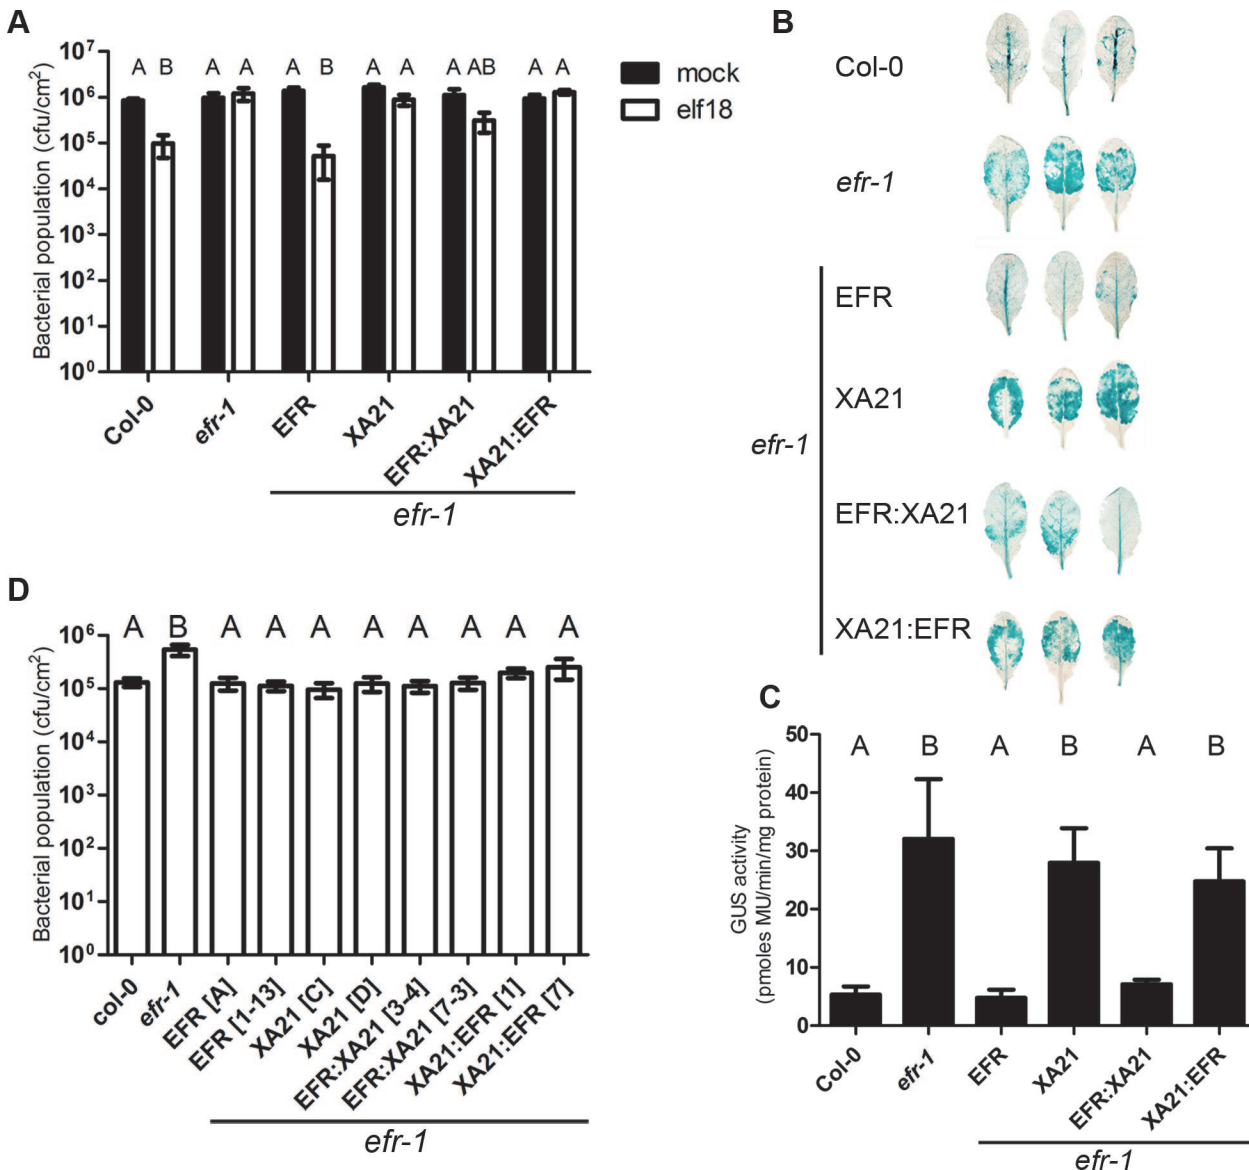 A
Bacterial population (cfu/cm²)
10⁷
10⁶
10⁵
10⁴
10³
10²
10¹
10⁰
A B A A A B A A A AB A A
mock
elf18
Col-0
efr-1
EFR
XA21
EFR:XA21
XA21:EFR
efr-1
B
Col-0
efr-1
EFR
XA21
EFR:XA21
XA21:EFR
efr-1
D
Bacterial population (cfu/cm²)
10⁶
10⁵
10⁴
10³
10²
10¹
10⁰
A B A A A A A A A A
col-0
efr-1
EFR [A]
EFR [1-13]
XA21 [C]
XA21 [D]
EFR:XA21 [3-4]
EFR:XA21 [7-3]
XA21:EFR [1]
XA21:EFR [7]
efr-1
C
GUS activity
(pmoles MU/min/mg protein)
50
40
30
20
10
0
A B A B A B
Col-0
efr-1
EFR
XA21
EFR:XA21
XA21:EFR
efr-1